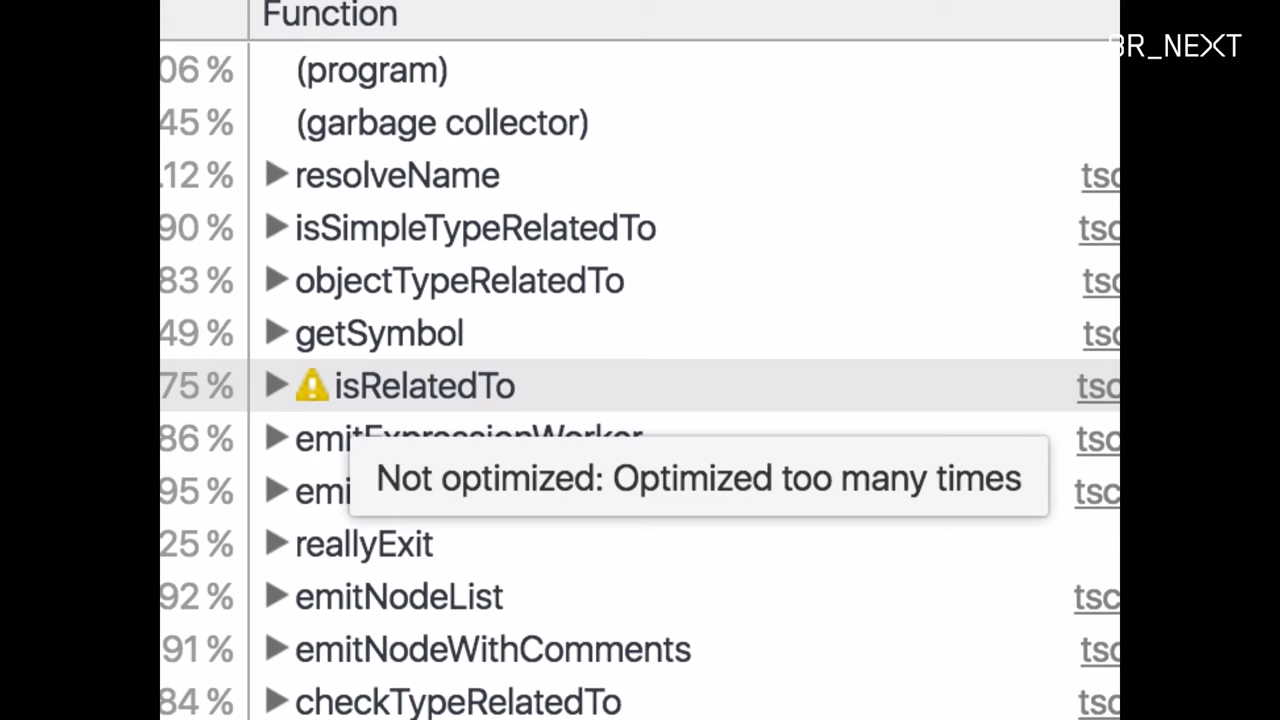 Function
BR_NEXT
06 % (program)
45 % (garbage collector)
.12 % resolveName tsc
90 % isSimpleTypeRelatedTo tsc
83 % objectTypeRelatedTo tsc
49 % getSymbol tsc
75 % isRelatedTo tsc
86 % emitExpressionWorker tsc
Not optimized: Optimized too many times
95 % emi tsc
25 % reallyExit
92 % emitNodeList tsc
91 % emitNodeWithComments tsc
84 % checkTypeRelatedTo tsc